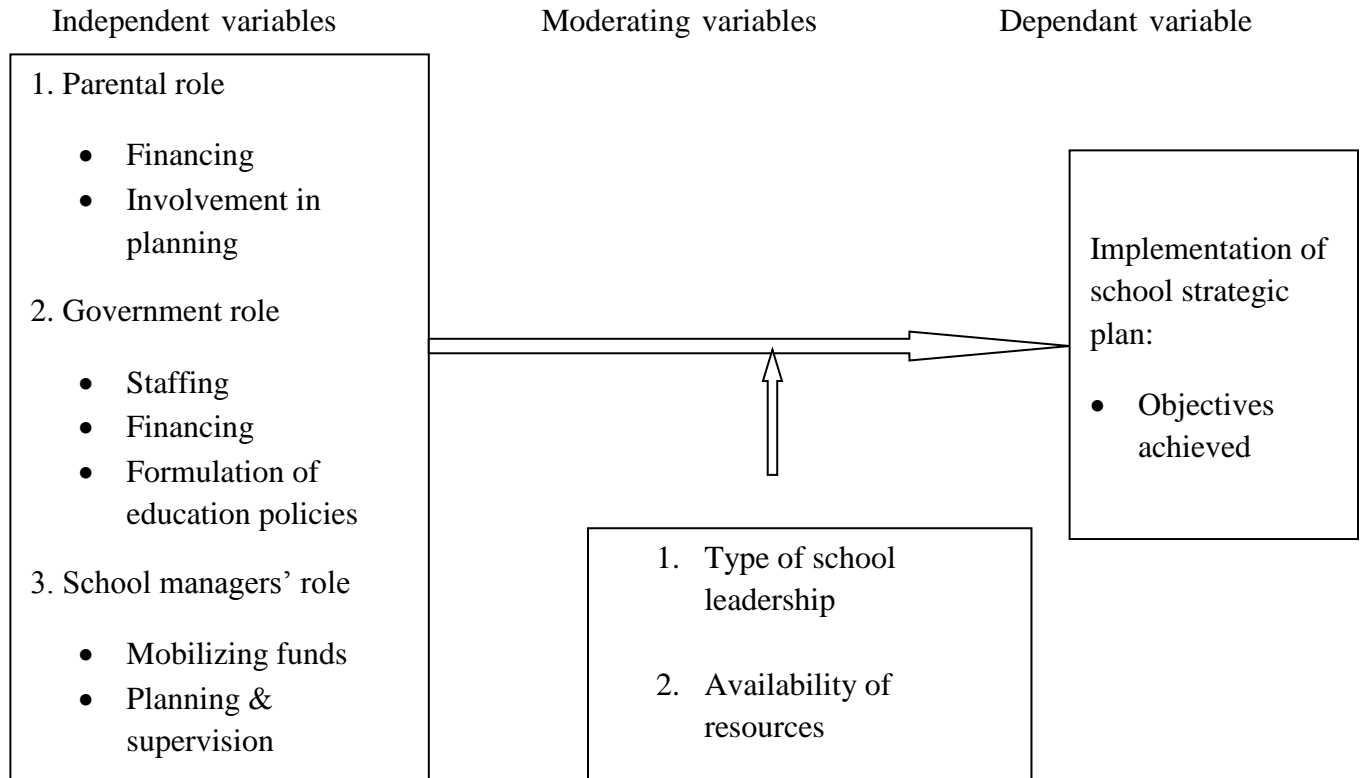 Independent variables
Moderating variables
Dependant variable
1. Parental role
• Financing
• Involvement in
planning
2. Government role
• Staffing
• Financing
• Formulation of
education policies
3. School managers’ role
• Mobilizing funds
• Planning &
supervision
1. Type of school
leadership
2. Availability of
resources
Implementation of
school strategic
plan:
• Objectives
achieved